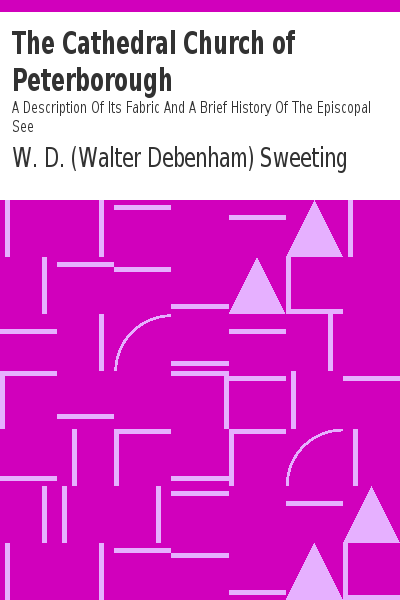 The Cathedral Church of
Peterborough
A Description Of Its Fabric And A Brief History Of The Episcopal
See
W. D. (Walter Debenham) Sweeting